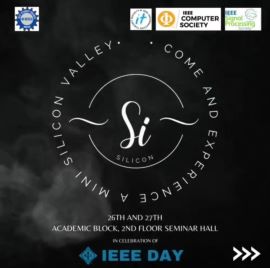 IEEE
COMPUTER
SOCIETY
IEEE
Signal
Processing
Society
COME AND EXPERIENCE A MINI SILICON VALLEY
Si
SILICON
26TH AND 27TH
ACADEMIC BLOCK, 2ND FLOOR SEMINAR HALL
IN CELEBRATION OF
IEEE DAY
>>>